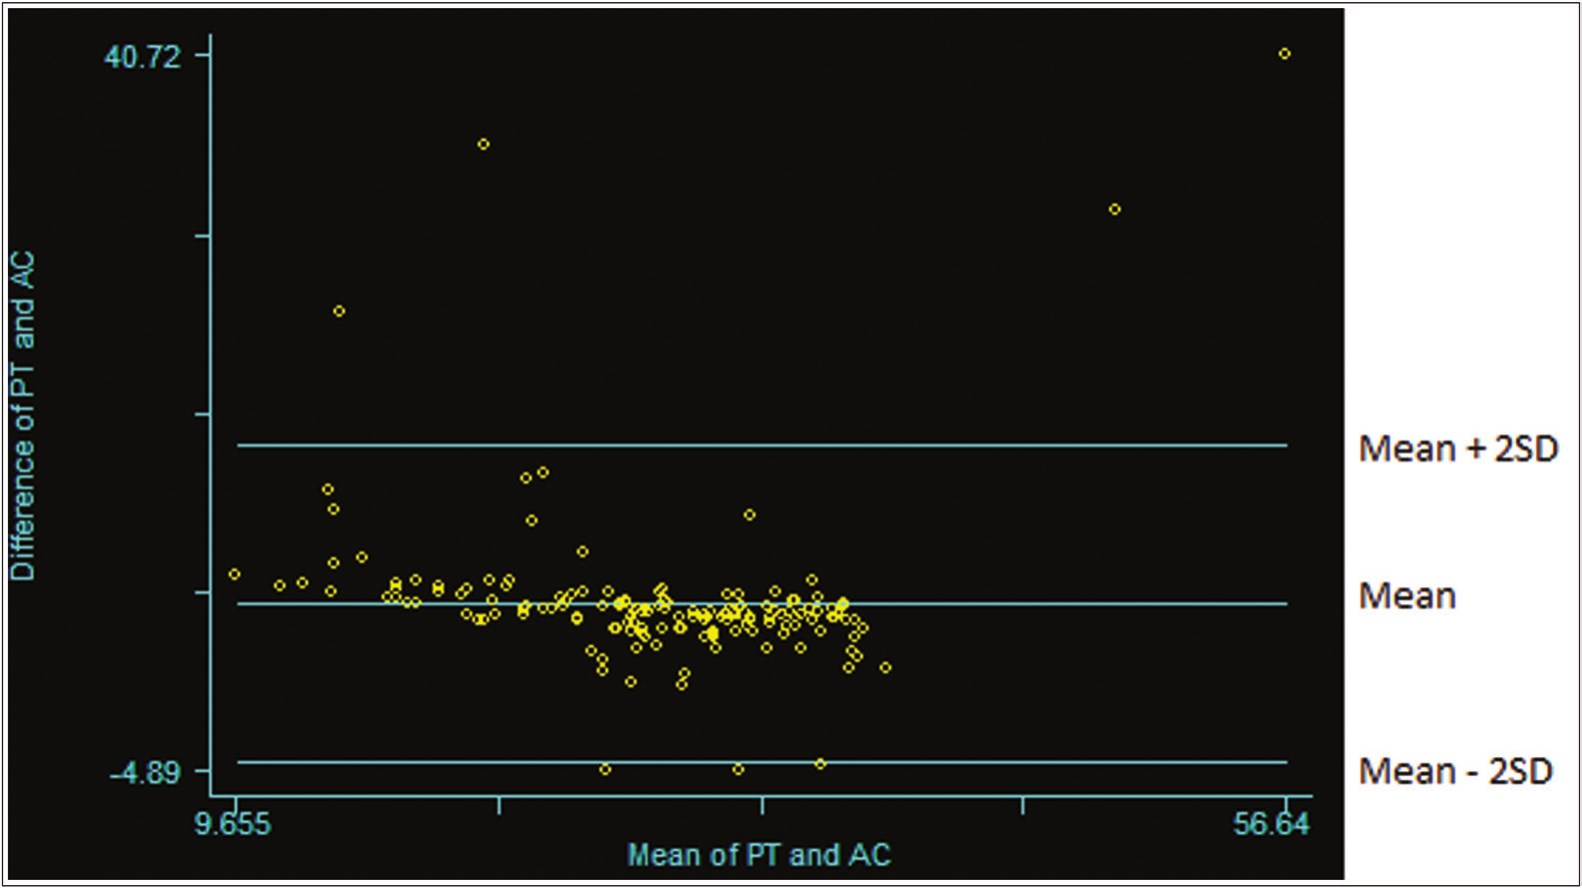 40.72
Difference of PT and AC
Mean + 2SD
Mean
-4.89
Mean - 2SD
9.655
56.64
Mean of PT and AC